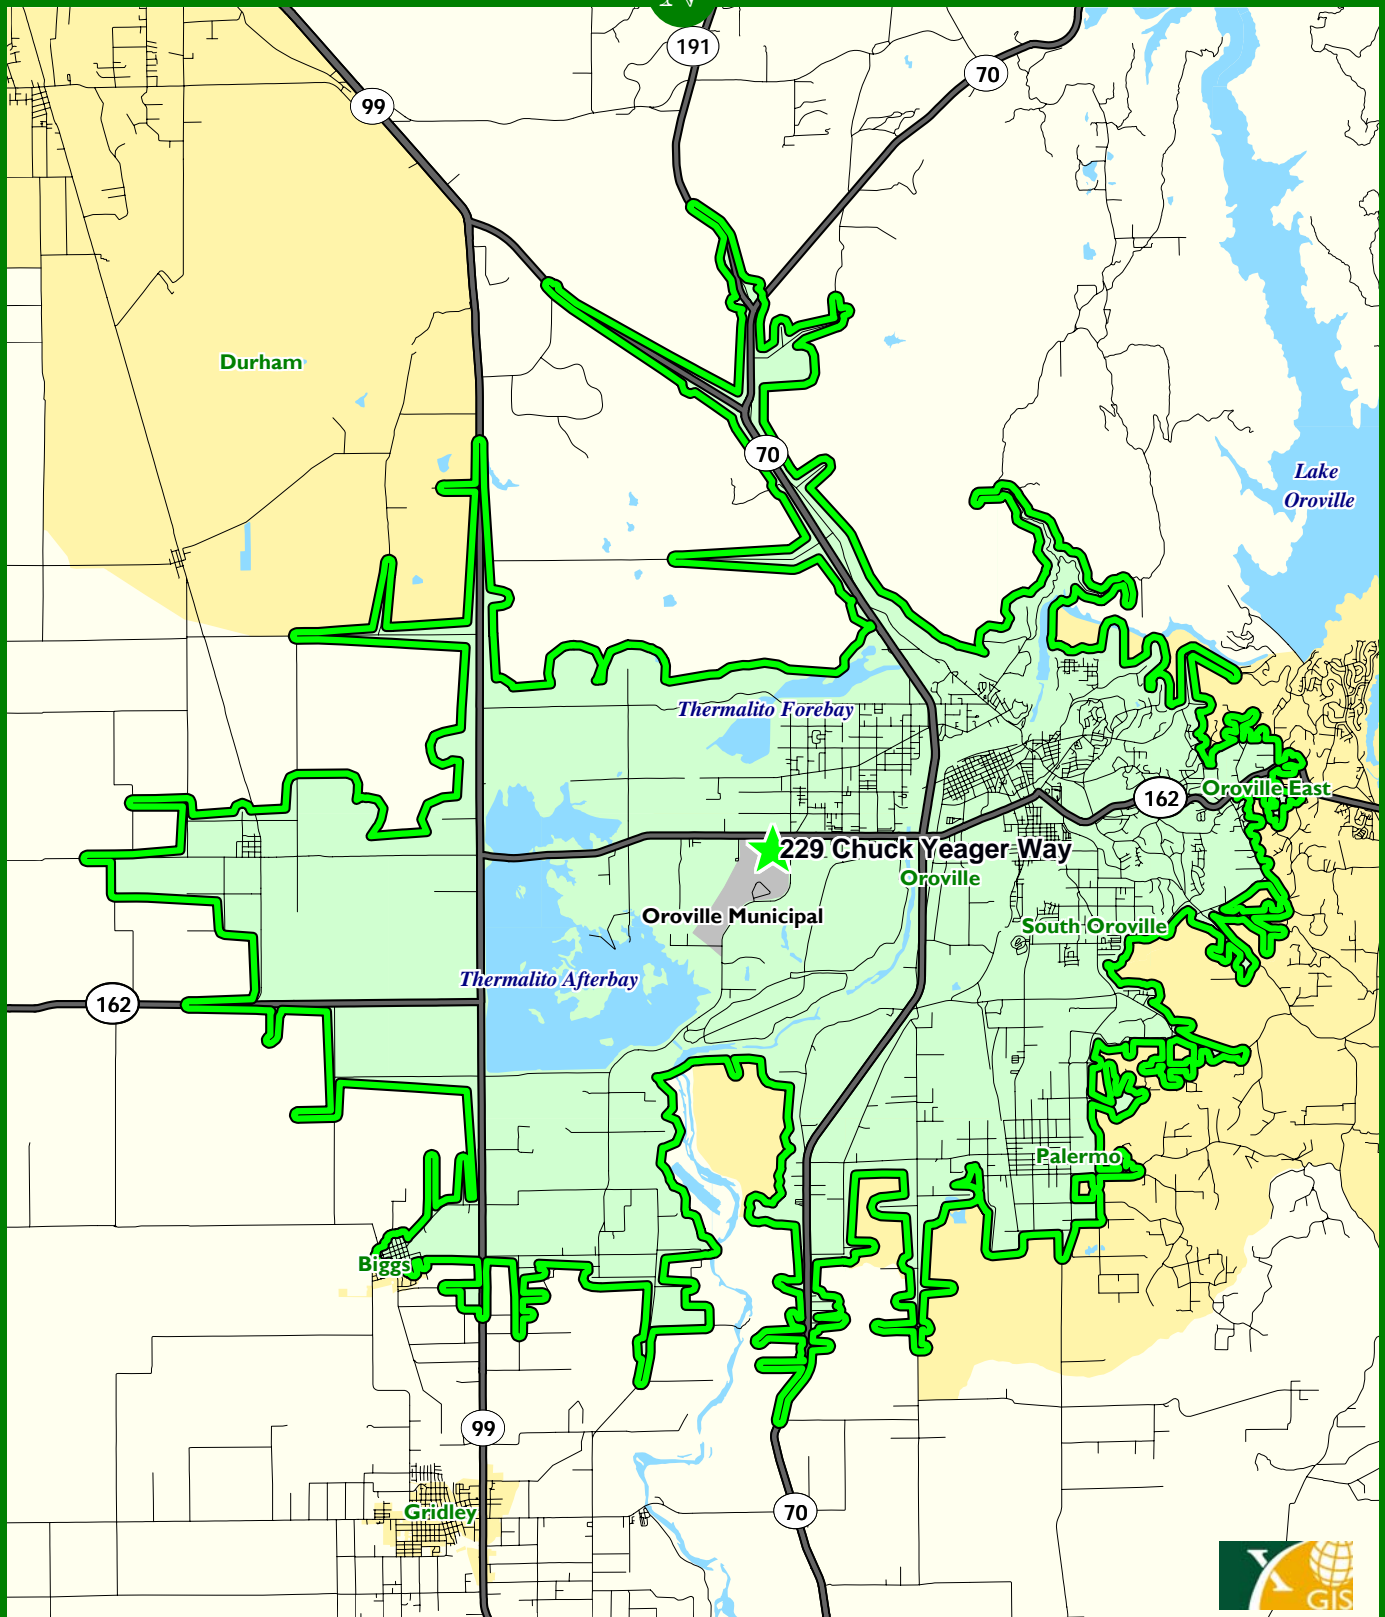 191
70
99
Durham
70
Lake
Oroville
Thermalito Forebay
Oroville East
162
229 Chuck Yeager Way
Oroville
Oroville Municipal
South Oroville
Thermalito Afterbay
162
Palermo
Biggs
99
Gridley
70
X
GIS